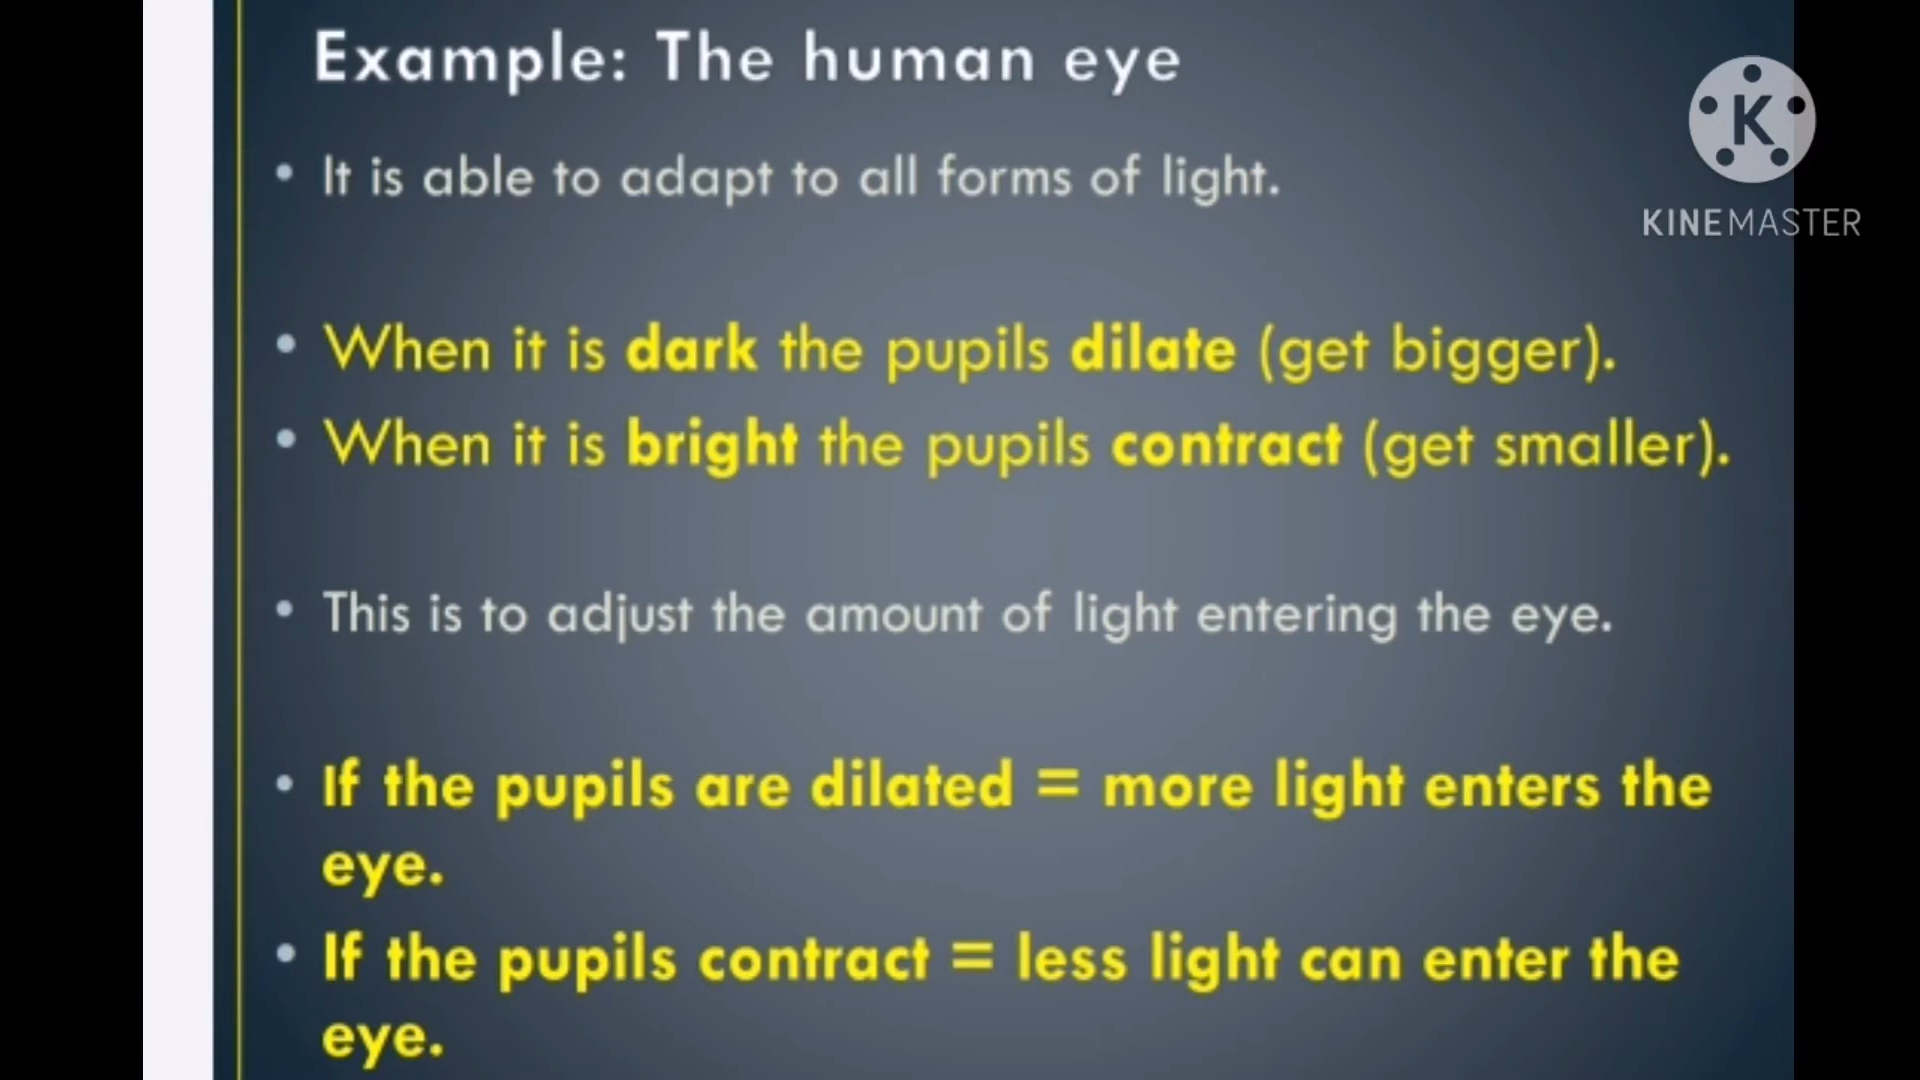 Example: The human eye
• It is able to adapt to all forms of light.
• When it is dark the pupils dilate (get bigger).
• When it is bright the pupils contract (get smaller).
• This is to adjust the amount of light entering the eye.
• If the pupils are dilated = more light enters the
eye.
• If the pupils contract = less light can enter the
eye.
K
KINEMASTER